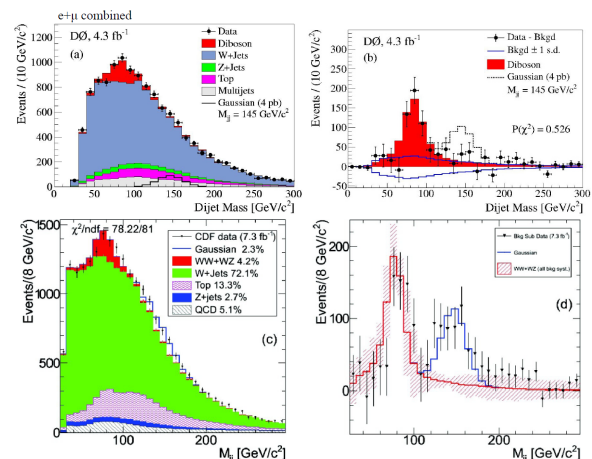 e+μ combined
DØ, 4.3 fb⁻¹
(a)
Data
Diboson
W+Jets
Z+Jets
Top
Multijets
Gaussian (4 pb)
M_jj = 145 GeV/c²
Events / (10 GeV/c²)
1200
1000
800
600
400
200
0
0 50 100 150 200 250 300
Dijet Mass [GeV/c²]
DØ, 4.3 fb⁻¹
(b)
Data - Bkgd
Bkgd ± 1 s.d.
Diboson
Gaussian (4 pb)
M_jj = 145 GeV/c²
P(χ²) = 0.526
Events / (10 GeV/c²)
300
250
200
150
100
50
0
-50
0 50 100 150 200 250 300
Dijet Mass [GeV/c²]
χ²/ndf = 78.22/81
CDF data (7.3 fb⁻¹)
Gaussian 2.3%
WW+WZ 4.2%
W+Jets 72.1%
Top 13.3%
Z+jets 2.7%
QCD 5.1%
(c)
Events/(8 GeV/c²)
1500
1000
500
0
100 200
M_jj [GeV/c²]
Bkg Sub Data (7.3 fb⁻¹)
Gaussian
WW+WZ (all bkg syst.)
(d)
Events/(8 GeV/c²)
200
100
0
100 200
M_jj [GeV/c²]